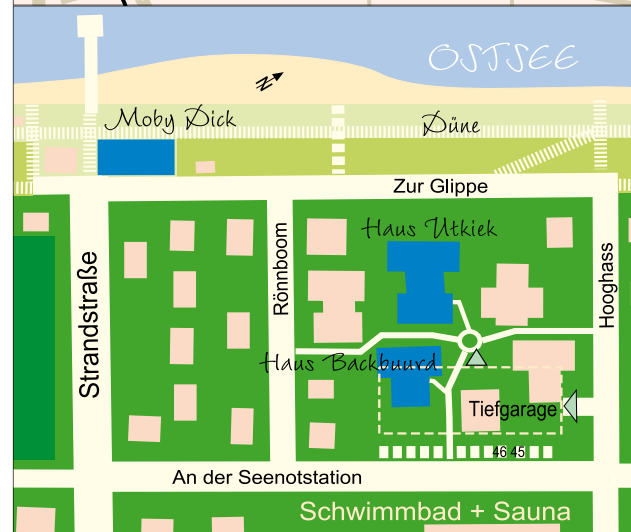 OSTSEE
N
Moby Dick
Düne
Zur Glippe
Haus Utkiek
Strandstraße
Rönnboom
Hooghass
Haus Backbuurd
Tiefgarage
46 45
An der Seenotstation
Schwimmbad + Sauna